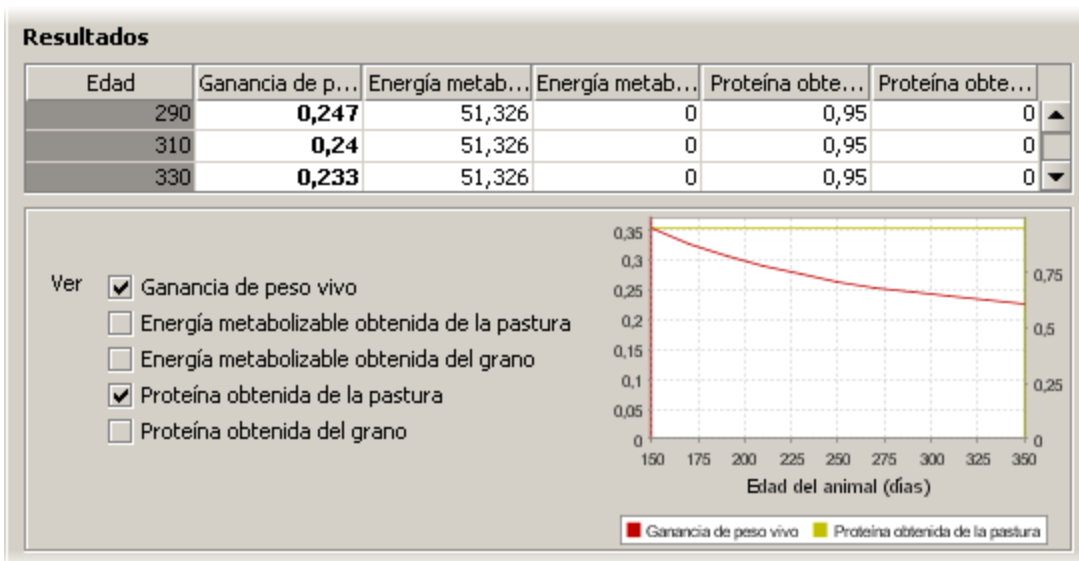 Resultados
Edad Ganancia de p... Energía metab... Energía metab... Proteína obte... Proteína obte...
290 0,247 51,326 0 0,95 0
310 0,24 51,326 0 0,95 0
330 0,233 51,326 0 0,95 0
Ver
Ganancia de peso vivo
Energía metabolizable obtenida de la pastura
Energía metabolizable obtenida del grano
Proteína obtenida de la pastura
Proteína obtenida del grano
0,35
0,3
0,25
0,2
0,15
0,1
0,05
0
0,75
0,5
0,25
0
150 175 200 225 250 275 300 325 350
Edad del animal (días)
Ganancia de peso vivo Proteína obtenida de la pastura